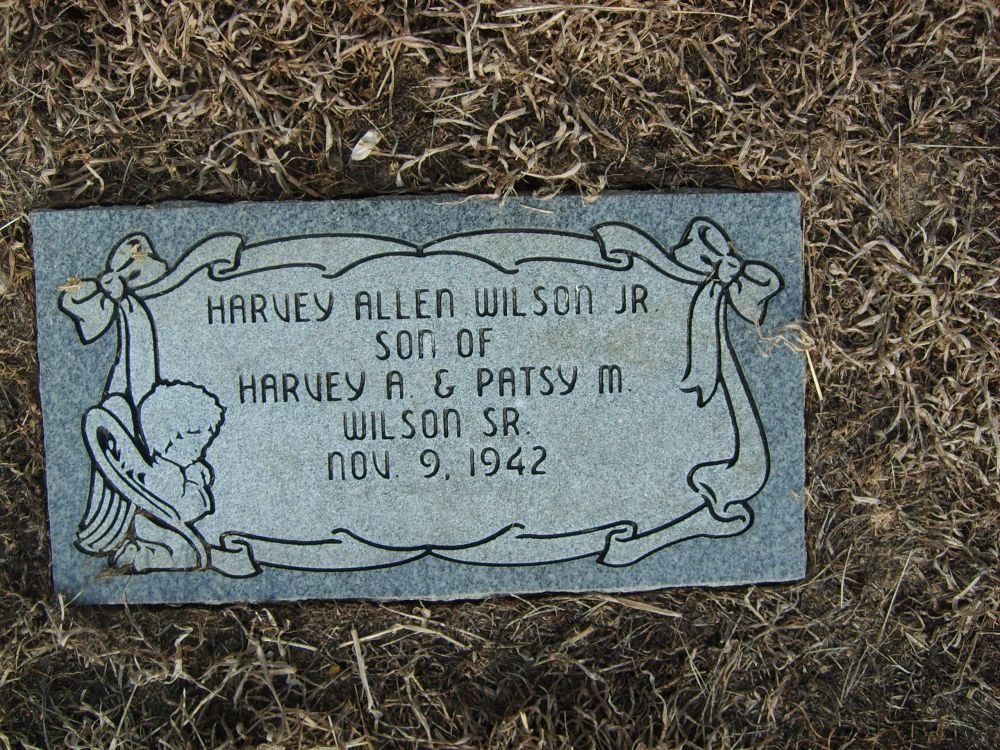 HARVEY ALLEN WILSON JR.
SON OF
HARVEY A. & PATSY M.
WILSON SR.
NOV. 9, 1942